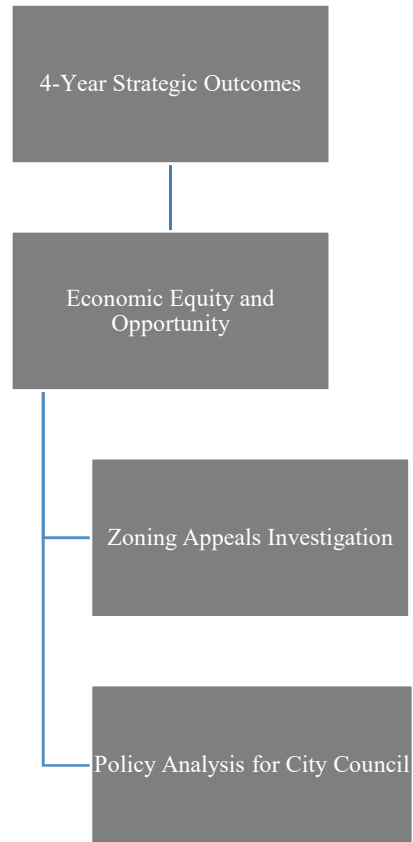 4-Year Strategic Outcomes
Economic Equity and
Opportunity
Zoning Appeals Investigation
Policy Analysis for City Council